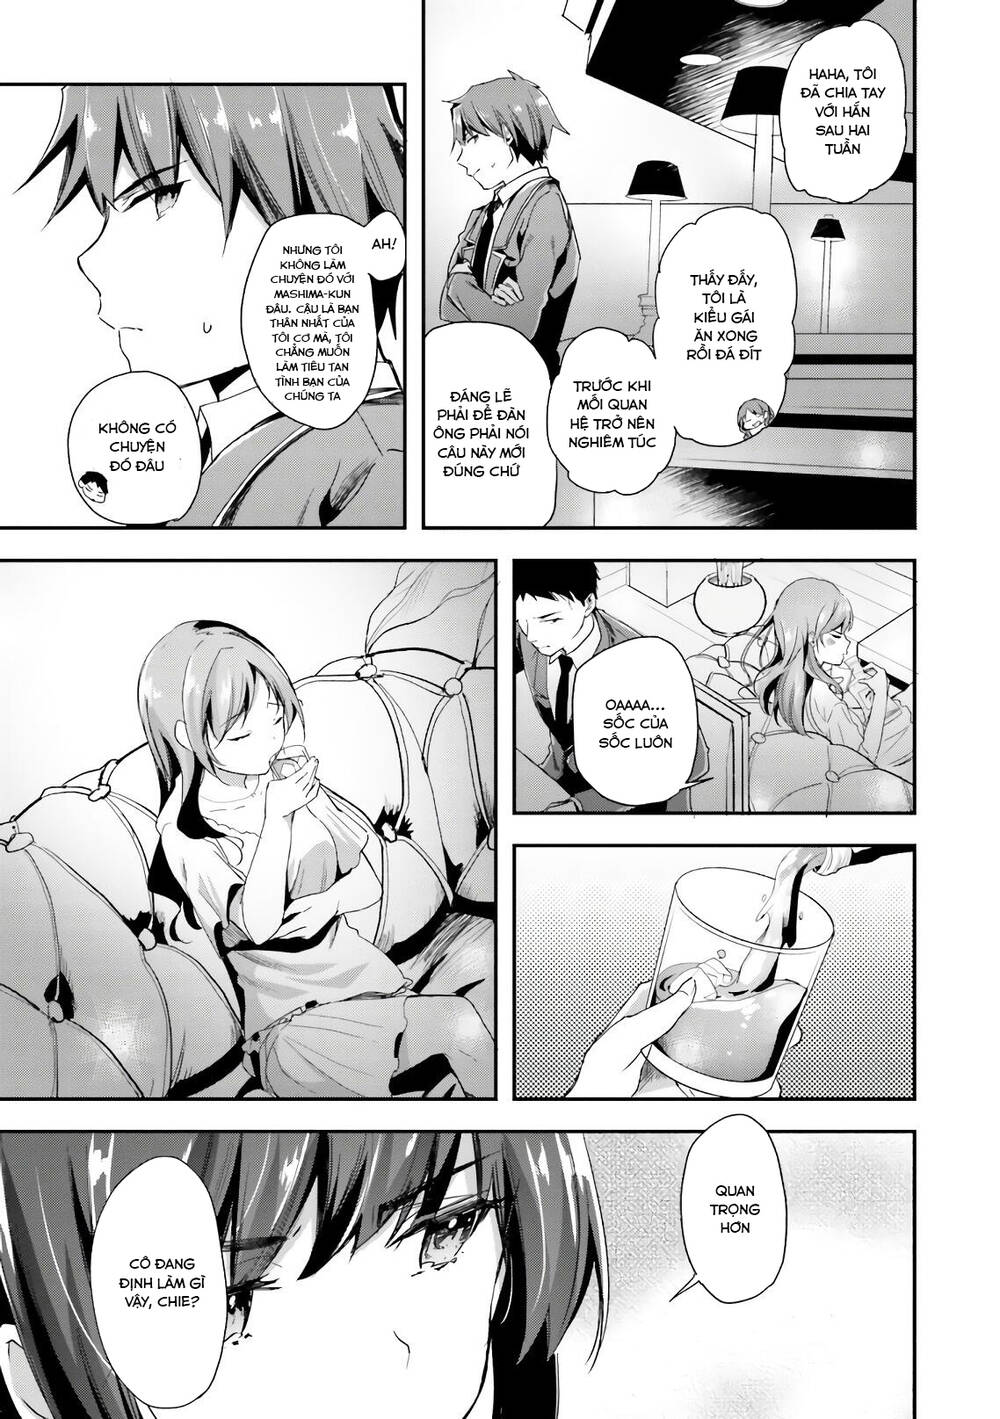 HAHA, TÔI
ĐÃ CHIA TAY
VỚI HẮN
SAU HAI
TUẦN
THẤY ĐẤY,
TÔI LÀ
KIỂU GÁI
ĂN XONG
RỒI ĐÁ ĐÍT
TRƯỚC KHI
MỐI QUAN
HỆ TRỞ NÊN
NGHIÊM TÚC
ĐÁNG LẼ
PHẢI ĐỂ ĐÀN
ÔNG PHẢI NÓI
CÂU NÀY MỚI
ĐÚNG CHỨ
AH!
NHƯNG TÔI
KHÔNG LÀM
CHUYỆN ĐÓ VỚI
MASHIMA-KUN
ĐÂU. CẬU LÀ BẠN
THÂN NHẤT CỦA
TÔI CƠ MÀ, TÔI
CHẲNG MUỐN
LÀM TIÊU TAN
TÌNH BẠN CỦA
CHÚNG TA
KHÔNG CÓ
CHUYỆN
ĐÓ ĐÂU
OAAAA...
SỐC CỦA
SỐC LUÔN
QUAN
TRỌNG
HƠN
CÔ ĐANG
ĐỊNH LÀM GÌ
VẬY, CHIE?